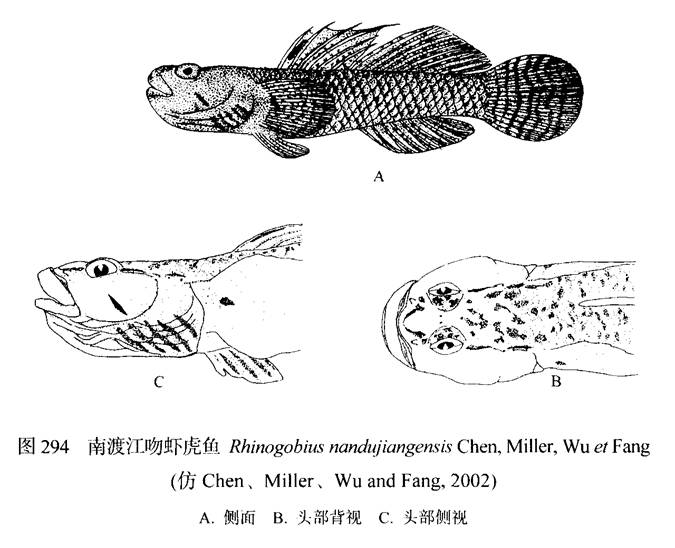 A
C
B
图 294 南渡江吻虾虎鱼 Rhinogobius nandujiangensis Chen, Miller, Wu et Fang
(仿 Chen、Miller、Wu and Fang, 2002)
A. 侧面 B. 头部背视 C. 头部侧视